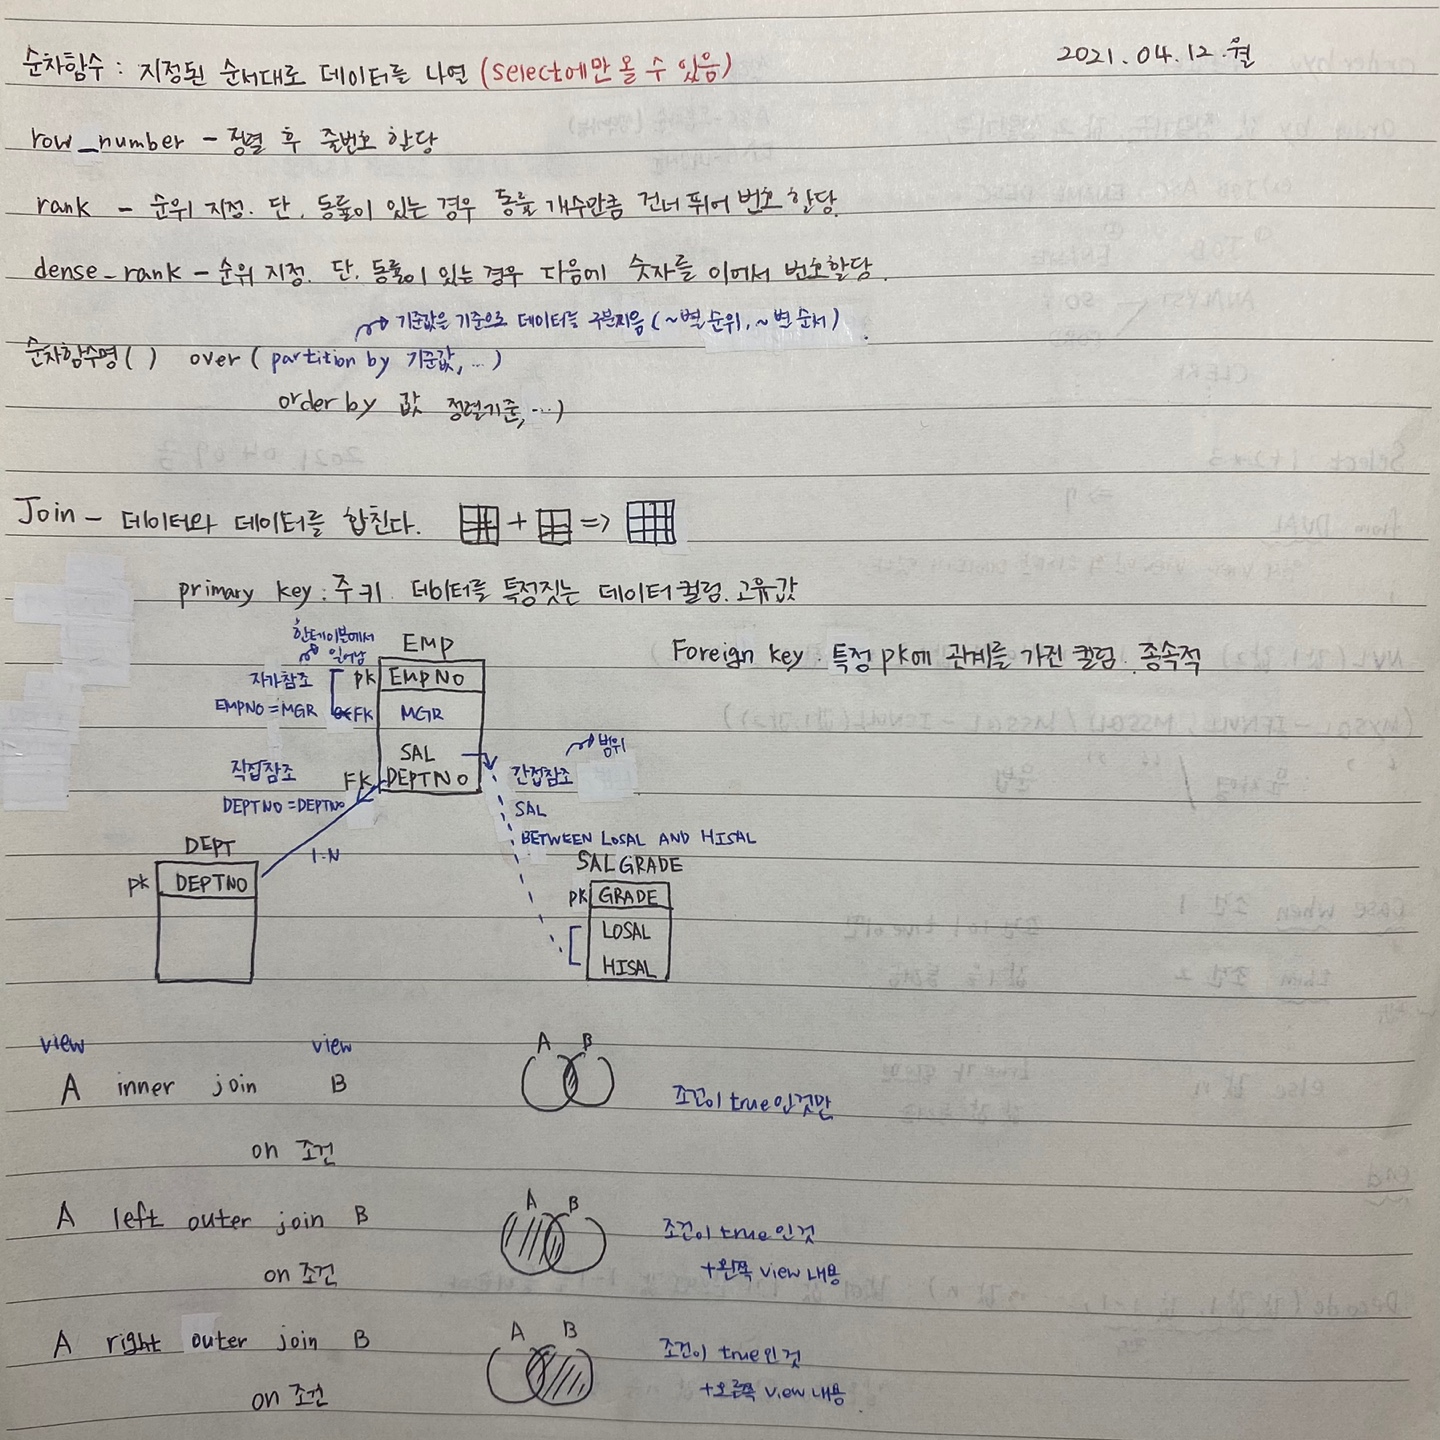 2021.04.12.월
순차함수 : 지정된 순서대로 데이터를 나열 (select에만 올 수 있음)
row_number - 정렬 후 줄번호 할당
rank - 순위 지정. 단, 동률이 있는 경우 동률 개수만큼 건너 뛰어 번호 할당.
dense_rank - 순위 지정. 단, 동률이 있는 경우 다음에 숫자를 이어서 번호할당.
기준값을 기준으로 데이터를 구분지음 (~별 순위, ~별 순서)
순차함수명 ( ) over ( partition by 기준값, ... )
order by 값 정렬기준, ...)
Join - 데이터와 데이터를 합친다. + =>
primary key : 주키. 데이터를 특정짓는 데이터 컬럼. 고유값
Foreign key . 특정 pk에 관계를 가진 컬럼. 종속적
한테이블에서
일어남
EMP
자가참조 pk EMPNO
EMPNO = MGR FK MGR
SAL
범위
직접참조 FK DEPTNO 간접참조
DEPTNO = DEPTNO
SAL
BETWEEN LOSAL AND HISAL
DEPT
1-N
SALGRADE
pk DEPTNO
pk GRADE
LOSAL
HISAL
view view
A B
A inner join B
조건이 true인것만
on 조건
A B
A left outer join B
조건이 true인것
on 조건
+왼쪽 view 내용
A B
A right outer join B
조건이 true인것
on 조건
+오른쪽 view 내용